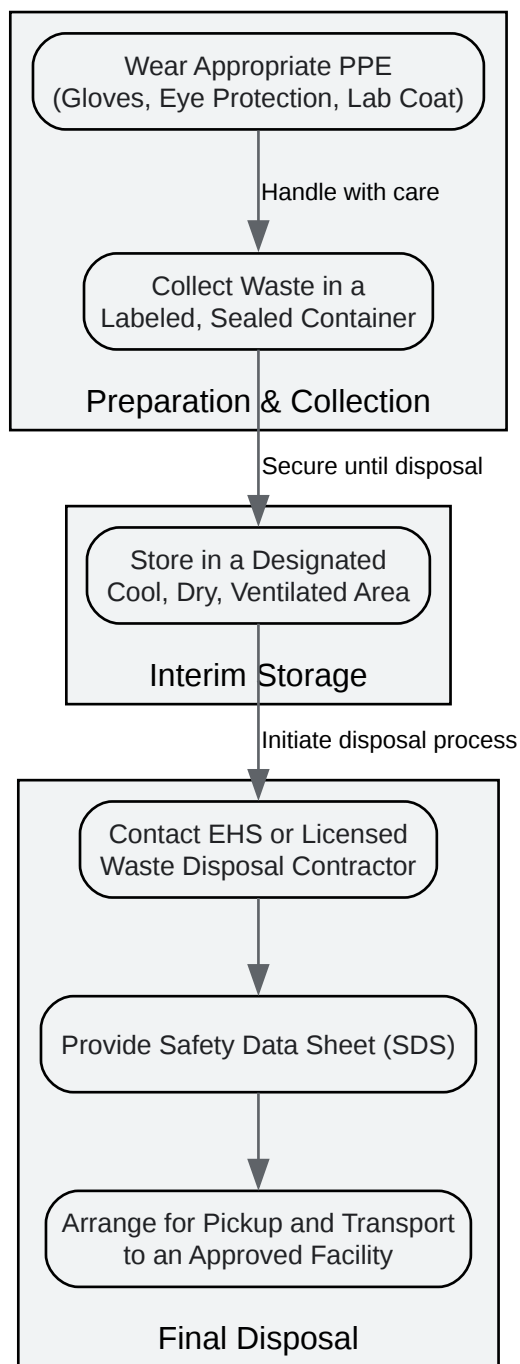 Wear Appropriate PPE
(Gloves, Eye Protection, Lab Coat)
Handle with care
Collect Waste in a
Labeled, Sealed Container
Preparation & Collection
Secure until disposal
Store in a Designated
Cool, Dry, Ventilated Area
Interim Storage
Initiate disposal process
Contact EHS or Licensed
Waste Disposal Contractor
Provide Safety Data Sheet (SDS)
Arrange for Pickup and Transport
to an Approved Facility
Final Disposal